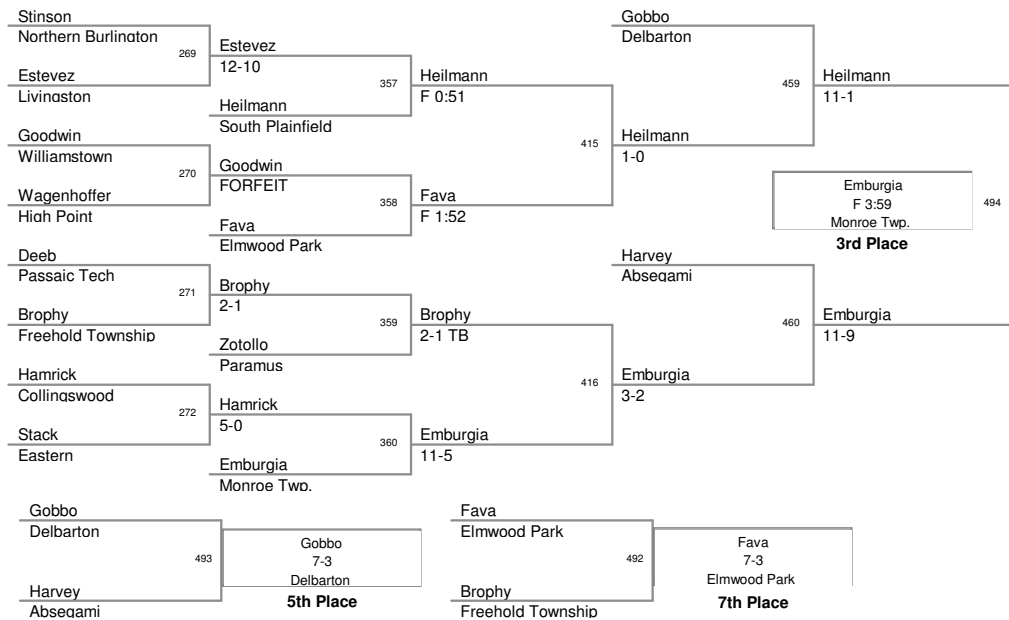 Stinson
Northern Burlington
269
Estevez
Livingston
Estevez
12-10
357
Heilmann
South Plainfield
Heilmann
F 0:51
Goodwin
Williamstown
270
Wagenhoffer
High Point
Goodwin
FORFEIT
358
Fava
Elmwood Park
Fava
F 1:52
415
Heilmann
1-0
Gobbo
Delbarton
459
Heilmann
11-1
Emburgia
F 3:59
Monroe Twp.
494
3rd Place
Deeb
Passaic Tech
271
Brophy
Freehold Township
Brophy
2-1
359
Zotollo
Paramus
Brophy
2-1 TB
Hamrick
Collingswood
272
Stack
Eastern
Hamrick
5-0
360
Emburgia
Monroe Twp.
Emburgia
11-5
416
Emburgia
3-2
Harvey
Absegami
460
Emburgia
11-9
Gobbo
Delbarton
493
Harvey
Absegami
Gobbo
7-3
Delbarton
5th Place
Fava
Elmwood Park
492
Brophy
Freehold Township
Fava
7-3
Elmwood Park
7th Place